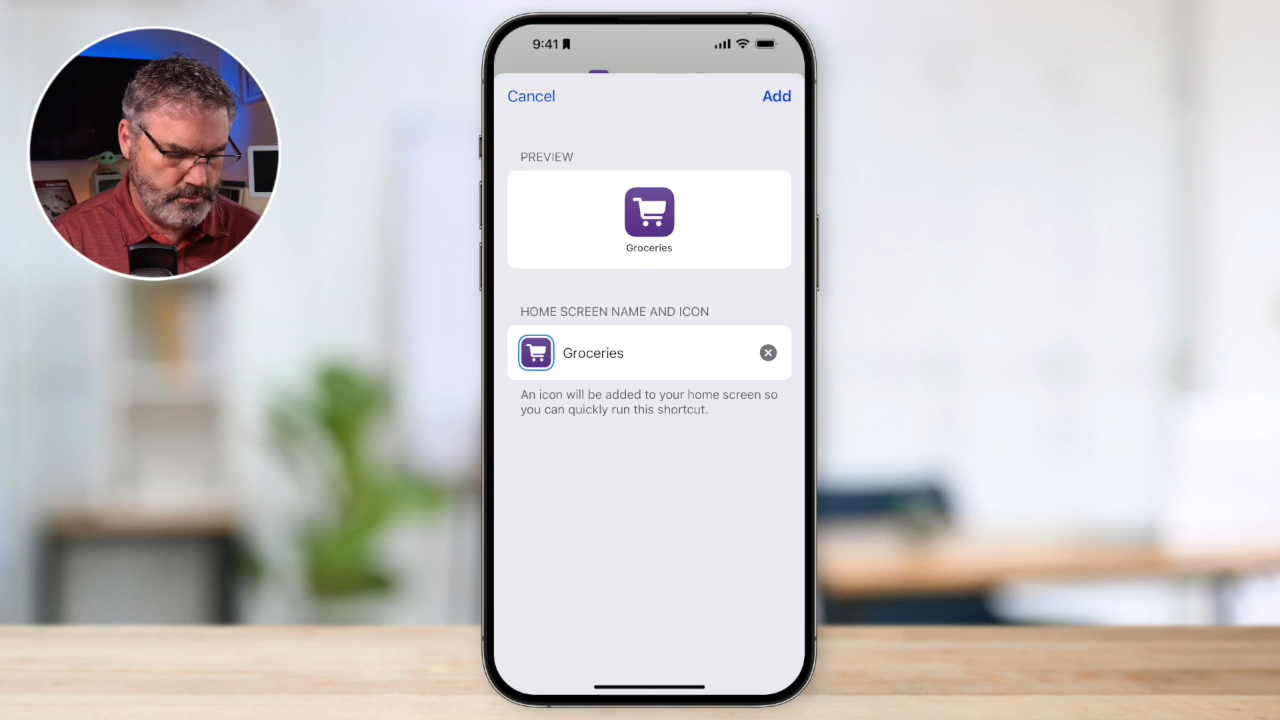 9:41
Cancel
Add
PREVIEW
Groceries
HOME SCREEN NAME AND ICON
Groceries
An icon will be added to your home screen so
you can quickly run this shortcut.